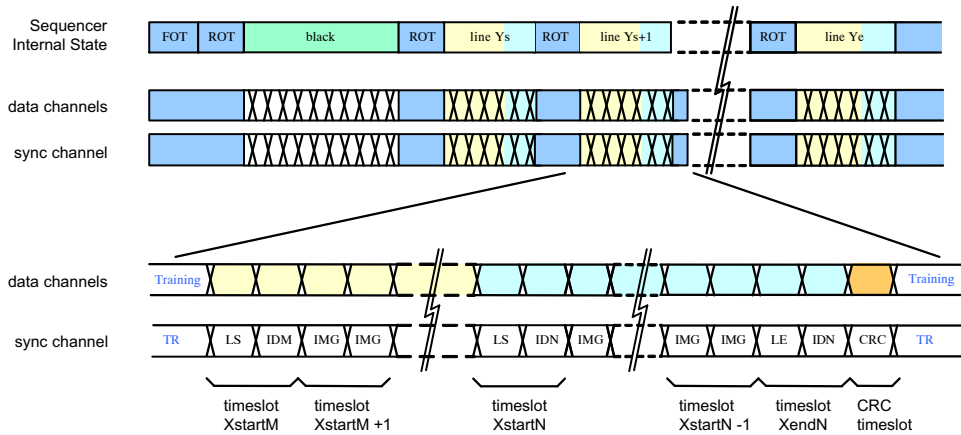 Sequencer
Internal State
FOT ROT black ROT line Ys ROT line Ys+1 ROT line Ye
data channels
sync channel
data channels Training Training
sync channel TR LS IDM IMG IMG LS IDN IMG IMG IMG LE IDN CRC TR
timeslot timeslot timeslot timeslot timeslot CRC
XstartM XstartM +1 XstartN XstartN -1 XendN timeslot